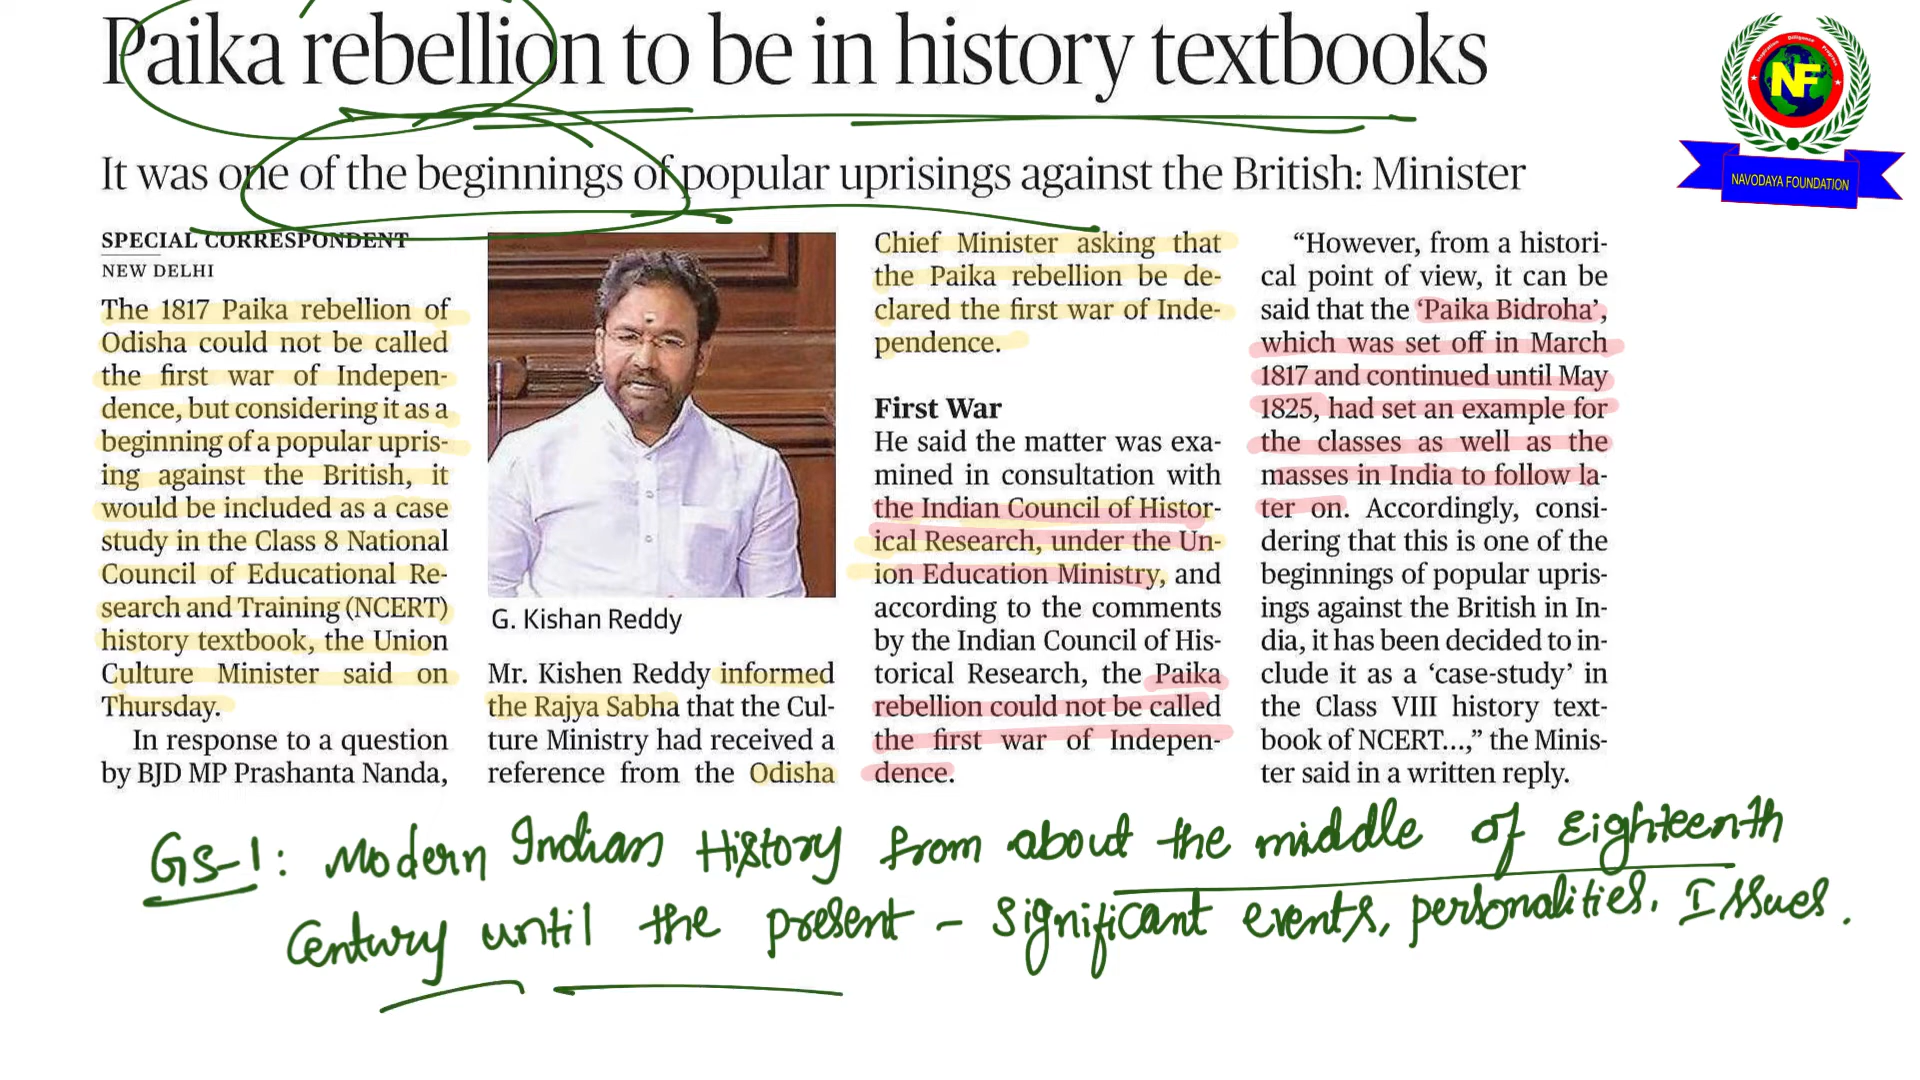 Paika rebellion to be in history textbooks
It was one of the beginnings of popular uprisings against the British: Minister
SPECIAL CORRESPONDENT
NEW DELHI
The 1817 Paika rebellion of
Odisha could not be called
the first war of Indepen-
dence, but considering it as a
beginning of a popular upris-
ing against the British, it
would be included as a case
study in the Class 8 National
Council of Educational Re-
search and Training (NCERT)
history textbook, the Union
Culture Minister said on
Thursday.
In response to a question
by BJD MP Prashanta Nanda,
G. Kishan Reddy
Mr. Kishen Reddy informed
the Rajya Sabha that the Cul-
ture Ministry had received a
reference from the Odisha
Chief Minister asking that
the Paika rebellion be de-
clared the first war of Inde-
pendence.
First War
He said the matter was exa-
mined in consultation with
the Indian Council of Histor-
ical Research, under the Un-
ion Education Ministry, and
according to the comments
by the Indian Council of His-
torical Research, the Paika
rebellion could not be called
the first war of Indepen-
dence.
“However, from a histori-
cal point of view, it can be
said that the ‘Paika Bidroha’,
which was set off in March
1817 and continued until May
1825, had set an example for
the classes as well as the
masses in India to follow la-
ter on. Accordingly, consi-
dering that this is one of the
beginnings of popular upris-
ings against the British in In-
dia, it has been decided to in-
clude it as a ‘case-study’ in
the Class VIII history text-
book of NCERT...,” the Minis-
ter said in a written reply.
GS-1: Modern Indian History from about the middle of Eighteenth
Century until the present - significant events, personalities, Issues.
Inspiration Diligence Progress
NF
NAVODAYA FOUNDATION